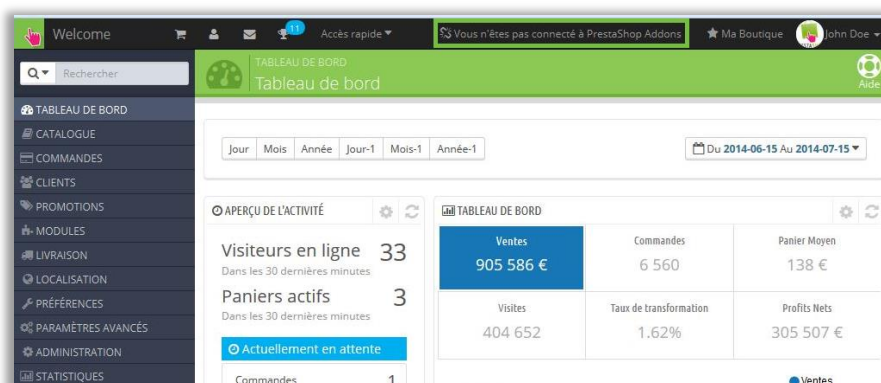 Welcome
11
Accès rapide
Vous n'êtes pas connecté à PrestaShop Addons
Ma Boutique
John Doe
Rechercher
TABLEAU DE BORD
Tableau de bord
Aide
TABLEAU DE BORD
CATALOGUE
COMMANDES
CLIENTS
PROMOTIONS
MODULES
LIVRAISON
LOCALISATION
PRÉFÉRENCES
PARAMÈTRES AVANCÉS
ADMINISTRATION
STATISTIQUES
Jour Mois Année Jour-1 Mois-1 Année-1
Du 2014-06-15 Au 2014-07-15
APERÇU DE L'ACTIVITÉ
Visiteurs en ligne 33
Dans les 30 dernières minutes
Paniers actifs 3
Dans les 30 dernières minutes
Actuellement en attente
Commandes 1
TABLEAU DE BORD
Ventes Commandes Panier Moyen
905 586 € 6 560 138 €
Visites Taux de transformation Profits Nets
404 652 1.62% 305 507 €
Ventes